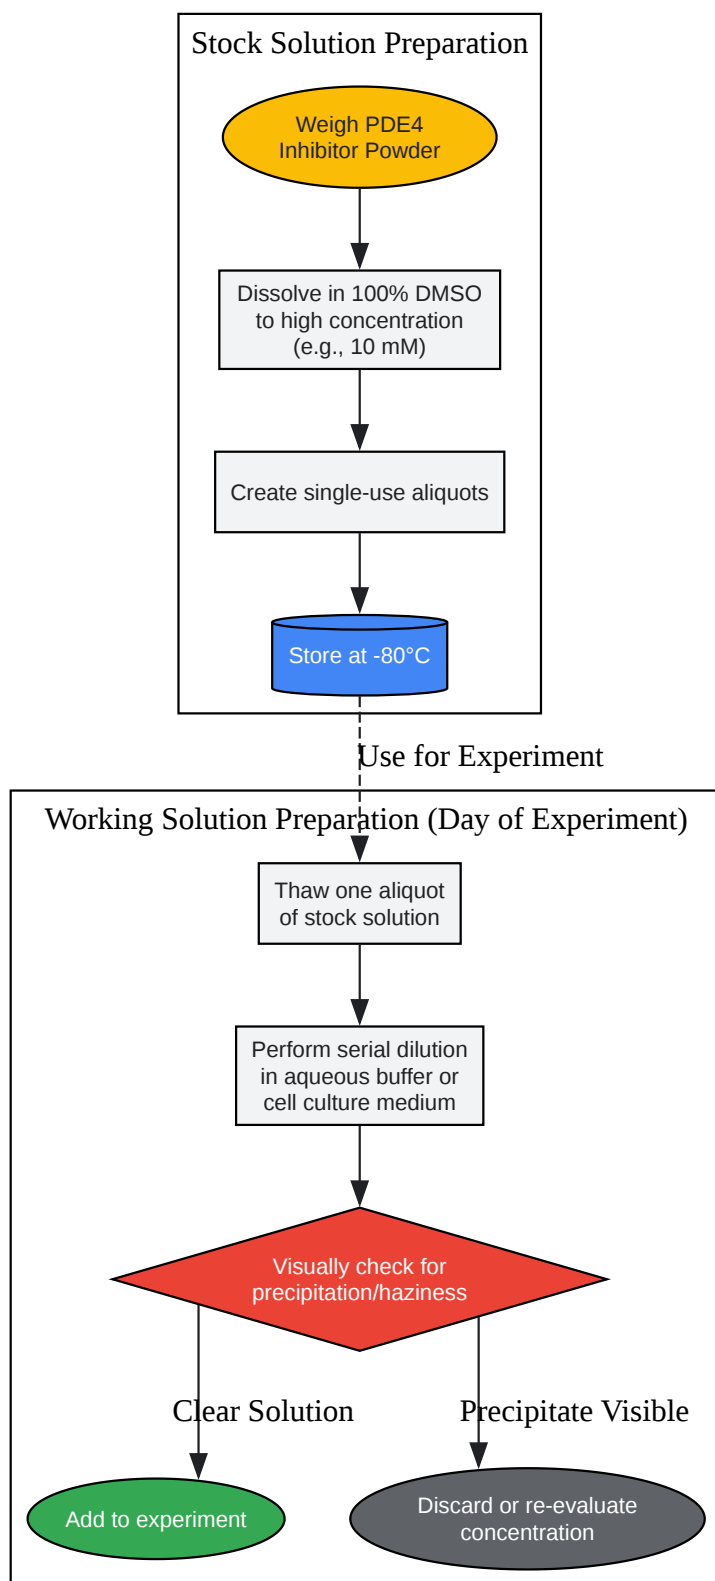 Stock Solution Preparation
Weigh PDE4
Inhibitor Powder
Dissolve in 100% DMSO
to high concentration
(e.g., 10 mM)
Create single-use aliquots
Store at -80°C
Use for Experiment
Working Solution Preparation (Day of Experiment)
Thaw one aliquot
of stock solution
Perform serial dilution
in aqueous buffer or
cell culture medium
Visually check for
precipitation/haziness
Clear Solution
Precipitate Visible
Add to experiment
Discard or re-evaluate
concentration